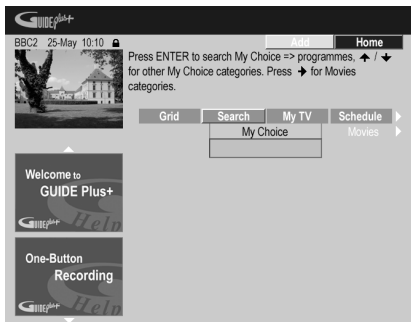 GUIDE Plus+
BBC2 25-May 10:10
Add Home
Press ENTER to search My Choice => programmes, ↑ / ↓
for other My Choice categories. Press → for Movies
categories.
Grid Search My TV Schedule
My Choice Movies
Welcome to
GUIDE Plus+
GUIDE Plus+ Help
One-Button
Recording
GUIDE Plus+ Help